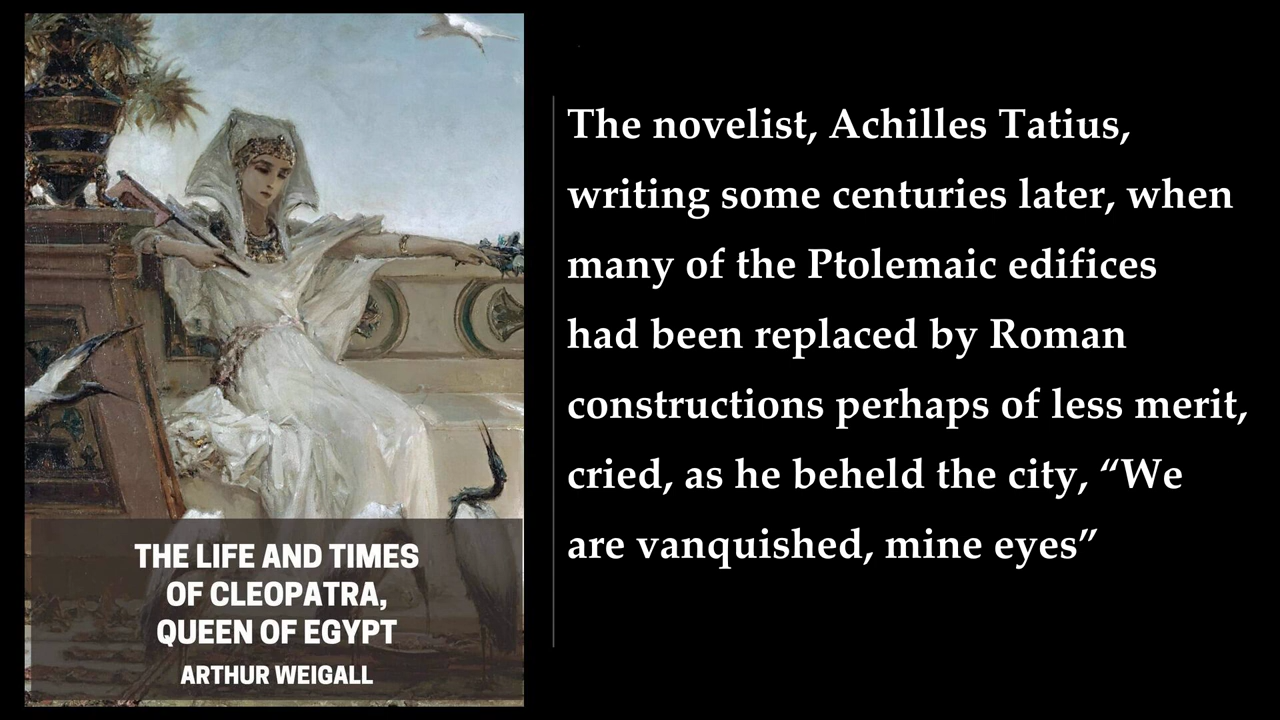 THE LIFE AND TIMES
OF CLEOPATRA,
QUEEN OF EGYPT
ARTHUR WEIGALL
The novelist, Achilles Tatius,
writing some centuries later, when
many of the Ptolemaic edifices
had been replaced by Roman
constructions perhaps of less merit,
cried, as he beheld the city, “We
are vanquished, mine eyes”